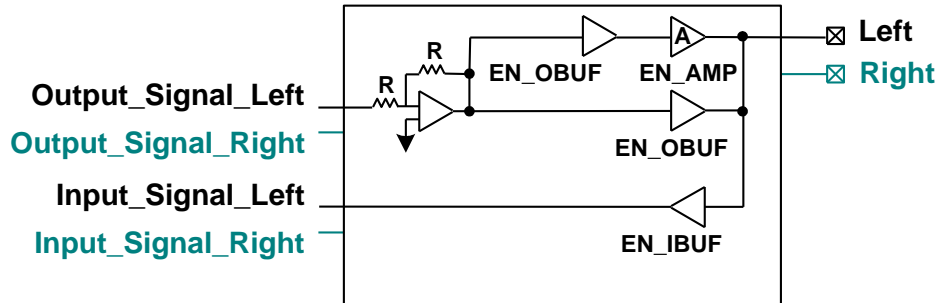 Left
R
A
R
EN_OBUF
EN_AMP
Right
Output_Signal_Left
Output_Signal_Right
EN_OBUF
Input_Signal_Left
Input_Signal_Right
EN_IBUF